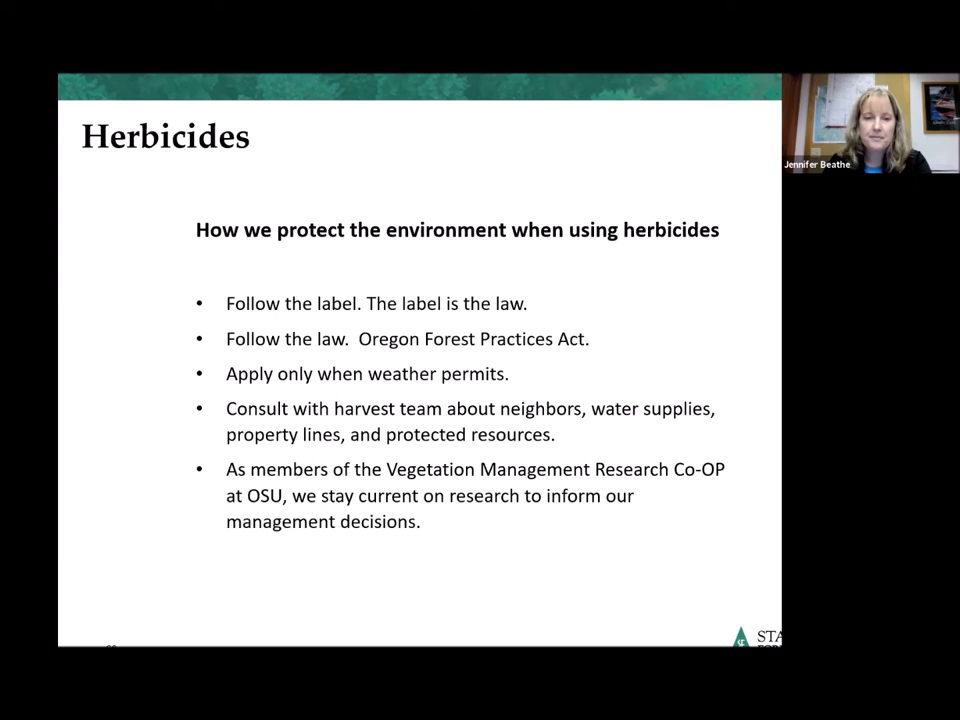 Herbicides
Jennifer Beathe
How we protect the environment when using herbicides
• Follow the label. The label is the law.
• Follow the law.  Oregon Forest Practices Act.
• Apply only when weather permits.
• Consult with harvest team about neighbors, water supplies,
property lines, and protected resources.
• As members of the Vegetation Management Research Co-OP
at OSU, we stay current on research to inform our
management decisions.
STA